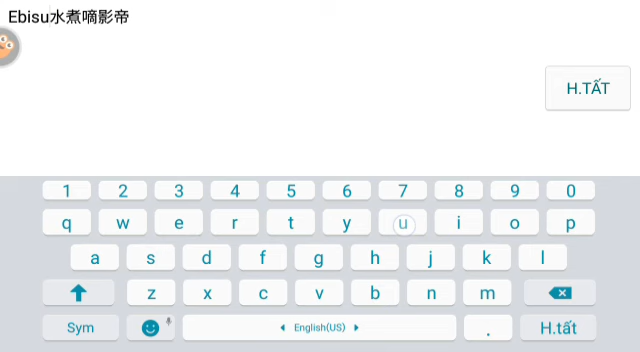 Ebisu水煮嘀影帝
H.TẤT
1 2 3 4 5 6 7 8 9 0
q w e r t y u i o p
a s d f g h j k l
z x c v b n m
Sym English(US) . H.tất